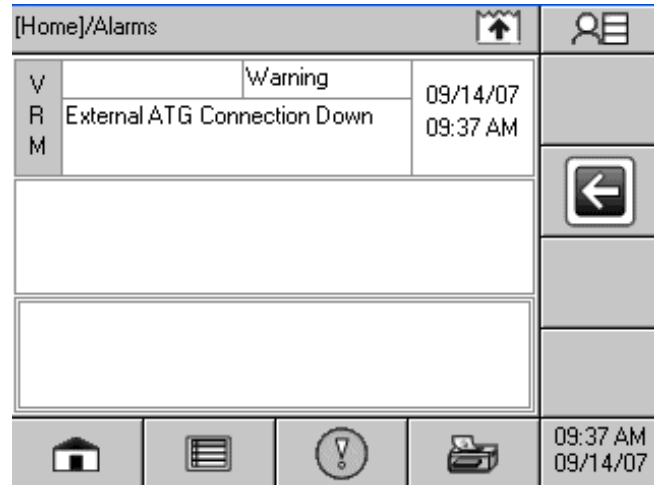 [Home]/Alarms
V
R
M
Warning
External ATG Connection Down
09/14/07
09:37 AM
09:37 AM
09/14/07